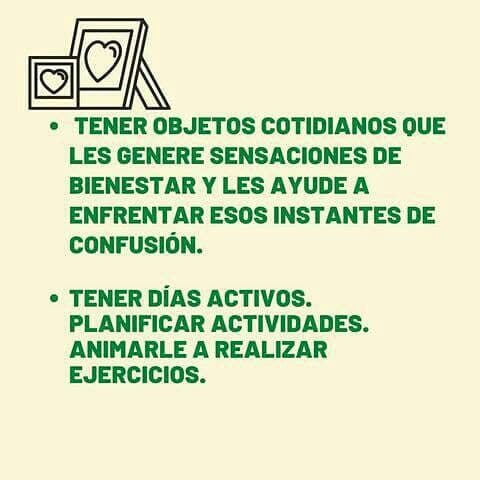 • TENER OBJETOS COTIDIANOS QUE
LES GENERE SENSACIONES DE
BIENESTAR Y LES AYUDE A
ENFRENTAR ESOS INSTANTES DE
CONFUSIÓN.
• TENER DÍAS ACTIVOS.
PLANIFICAR ACTIVIDADES.
ANIMARLE A REALIZAR
EJERCICIOS.